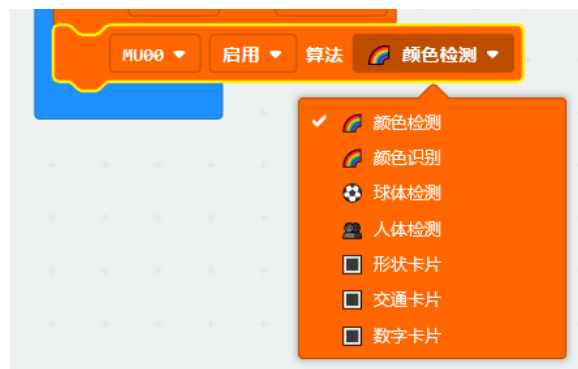 MU00 启用 算法 颜色检测
颜色检测
颜色识别
球体检测
人体检测
形状卡片
交通卡片
数字卡片